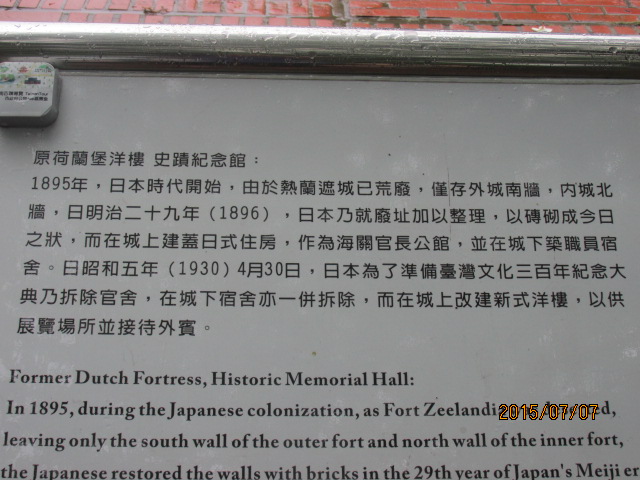 原荷蘭堡洋樓 史蹟紀念館：
1895年，日本時代開始，由於熱蘭遮城已荒廢，僅存外城南牆，內城北
牆，日明治二十九年（1896），日本乃就廢址加以整理，以磚砌成今日
之狀，而在城上建蓋日式住房，作為海關官長公館，並在城下築職員宿
舍。日昭和五年（1930）4月30日，日本為了準備臺灣文化三百年紀念大
典乃拆除官舍，在城下宿舍亦一併拆除，而在城上改建新式洋樓，以供
展覽場所並接待外賓。
Former Dutch Fortress, Historic Memorial Hall:
In 1895, during the Japanese colonization, as Fort Zeelandi
leaving only the south wall of the outer fort and north wall of the inner fort,
the Japanese restored the walls with bricks in the 29th year of Japan's Meiji er
2015/07/07